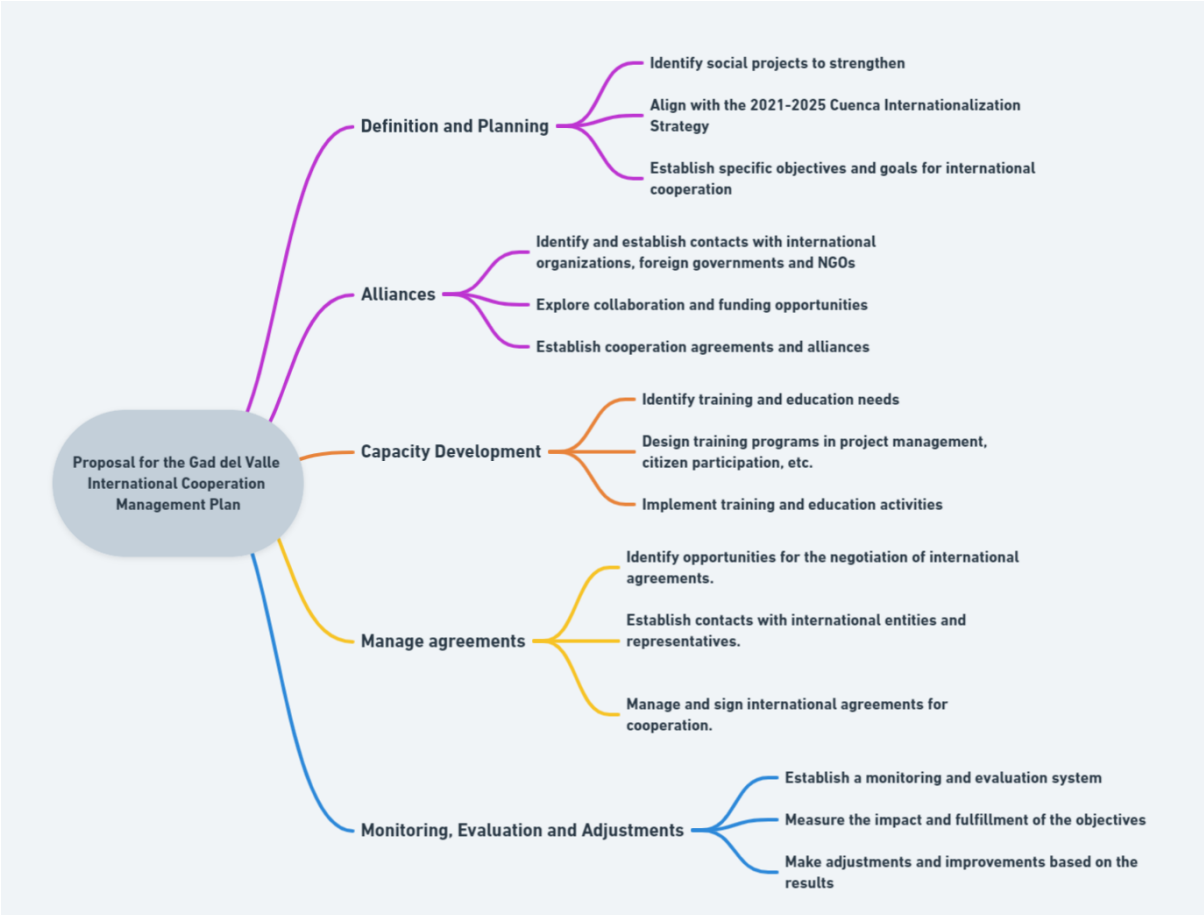 Proposal for the Gad del Valle
International Cooperation
Management Plan
Definition and Planning
Identify social projects to strengthen
Align with the 2021-2025 Cuenca Internationalization
Strategy
Establish specific objectives and goals for international
cooperation
Alliances
Identify and establish contacts with international
organizations, foreign governments and NGOs
Explore collaboration and funding opportunities
Establish cooperation agreements and alliances
Capacity Development
Identify training and education needs
Design training programs in project management,
citizen participation, etc.
Implement training and education activities
Manage agreements
Identify opportunities for the negotiation of international
agreements.
Establish contacts with international entities and
representatives.
Manage and sign international agreements for
cooperation.
Monitoring, Evaluation and Adjustments
Establish a monitoring and evaluation system
Measure the impact and fulfillment of the objectives
Make adjustments and improvements based on the
results